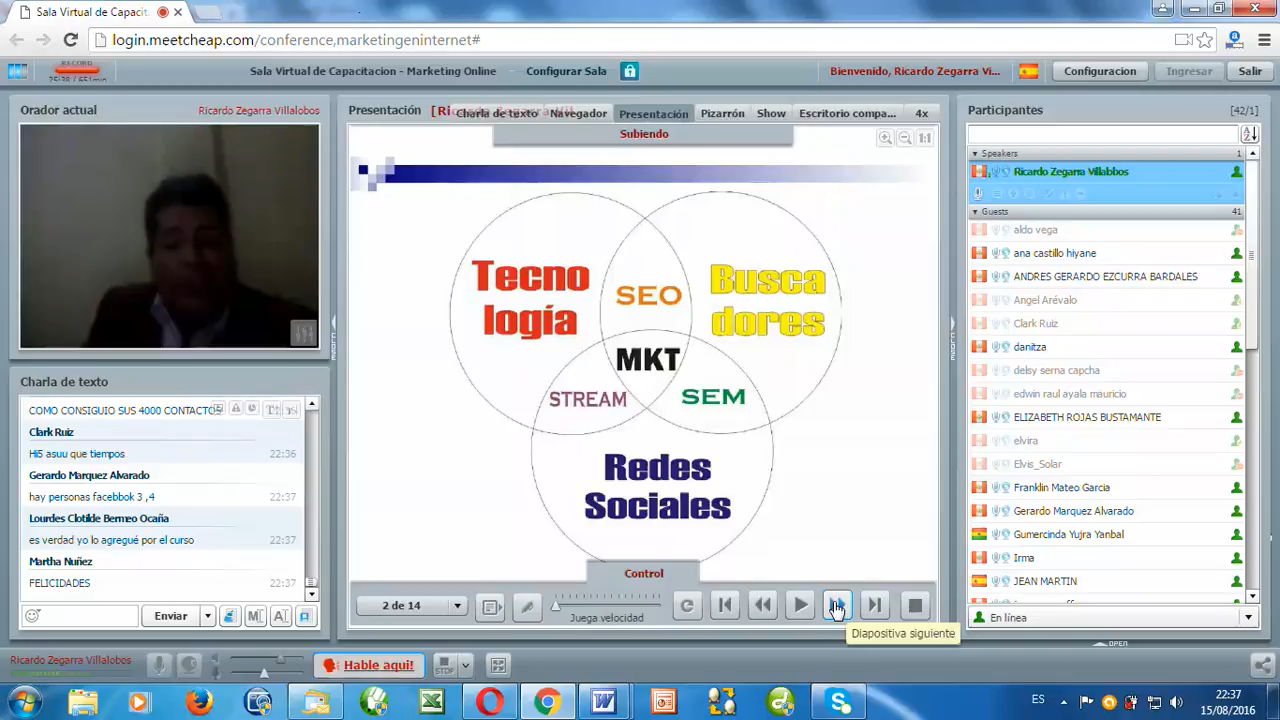 Sala Virtual de Capacit
login.meetcheap.com/conference,marketingeninternet#
RECORD
Sala Virtual de Capacitacion - Marketing Online
Configurar Sala
Bienvenido, Ricardo Zegarra Vi...
Configuracion
Ingresar
Salir
Orador actual
Ricardo Zegarra Villalobos
Charla de texto
COMO CONSIGUIO SUS 4000 CONTACTO
Clark Ruiz
Hi5 asuu que tiempos 22:36
Gerardo Marquez Alvarado
hay personas facebbok 3 ,4 22:37
Lourdes Clotilde Bermeo Ocaña
es verdad yo lo agregué por el curso 22:37
Martha Nuñez
FELICIDADES 22:37
Enviar
Presentación
Charla de texto
Navegador
Presentación
Pizarrón
Show
Escritorio compa...
4x
Subiendo
1:1
Tecno
logía
SEO
Busca
dores
MKT
STREAM
SEM
Redes
Sociales
Control
2 de 14
Juega velocidad
Diapositiva siguiente
Participantes [42/1]
Speakers 1
Ricardo Zegarra Villalobos
Guests 41
aldo vega
ana castillo hiyane
ANDRES GERARDO EZCURRA BARDALES
Angel Arévalo
Clark Ruiz
danitza
delsy serna capcha
edwin raul ayala mauricio
ELIZABETH ROJAS BUSTAMANTE
elvira
Elvis_Solar
Franklin Mateo Garcia
Gerardo Marquez Alvarado
Gumercinda Yujra Yanbal
Irma
JEAN MARTIN
En línea
Ricardo Zegarra Villalobos
Hable aqui!
STOP
OPEN
ES
22:37
15/08/2016